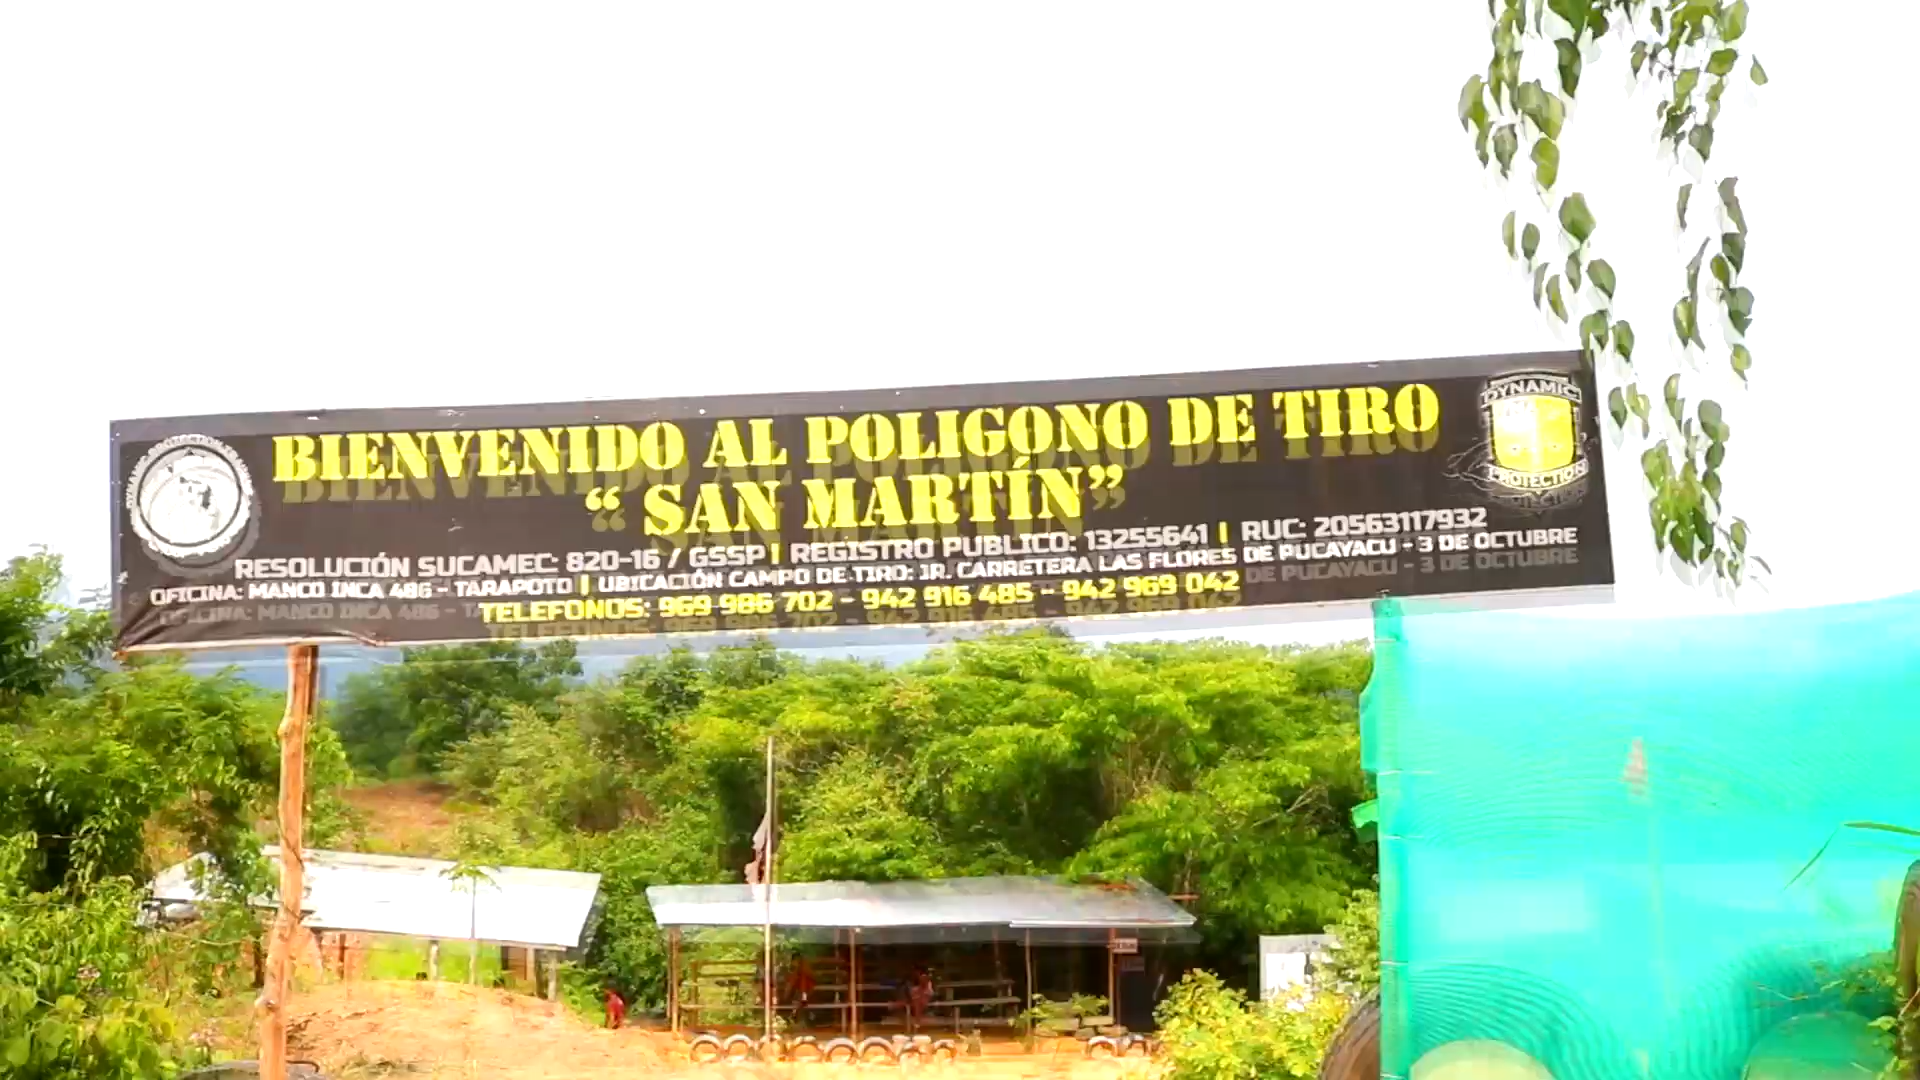 BIENVENIDO AL POLIGONO DE TIRO
“ SAN MARTÍN”
RESOLUCIÓN SUCAMEC: 820-16 / GSSP | REGISTRO PUBLICO: 13255641 | RUC: 20563117932
OFICINA: MANCO INCA 486 - TARAPOTO | UBICACIÓN CAMPO DE TIRO: JR. CARRETERA LAS FLORES DE PUCAYACU - 3 DE OCTUBRE
TELEFONOS: 969 986 702 - 942 916 485 - 942 969 042
DYNAMIC
PROTECTION